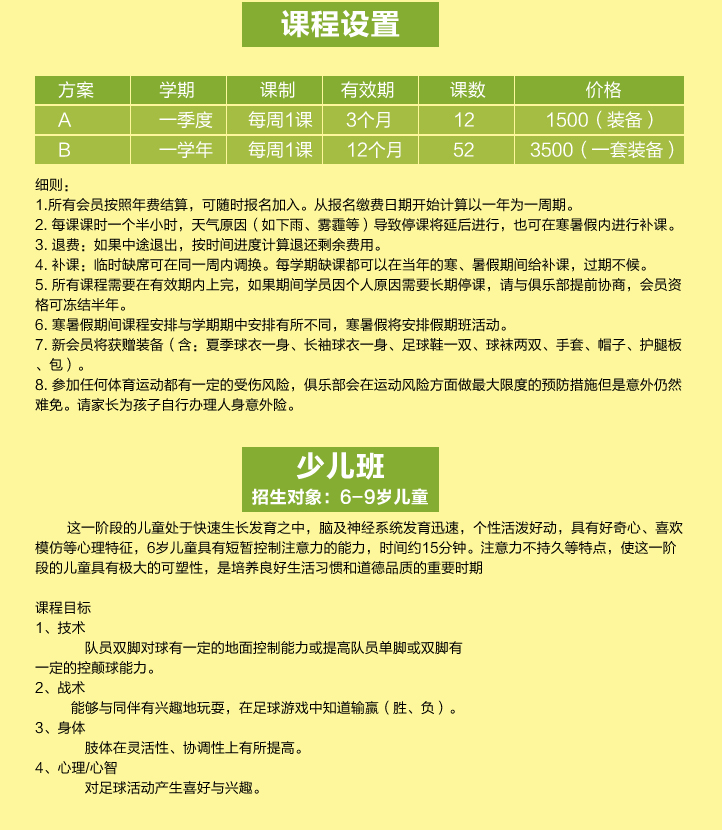 课程设置
方案 学期 课制 有效期 课数 价格
A 一季度 每周1课 3个月 12 1500（装备）
B 一学年 每周1课 12个月 52 3500（一套装备）
细则：
1.所有会员按照年费结算，可随时报名加入。从报名缴费日期开始计算以一年为一周期。
2. 每课课时一个半小时，天气原因（如下雨、雾霾等）导致停课将延后进行，也可在寒暑假内进行补课。
3. 退费：如果中途退出，按时间进度计算退还剩余费用。
4. 补课：临时缺席可在同一周内调换。每学期缺课都可以在当年的寒、暑假期间给补课，过期不候。
5. 所有课程需要在有效期内上完，如果期间学员因个人原因需要长期停课，请与俱乐部提前协商，会员资
格可冻结半年。
6. 寒暑假期间课程安排与学期期中安排有所不同，寒暑假将安排假期班活动。
7. 新会员将获赠装备（含：夏季球衣一身、长袖球衣一身、足球鞋一双、球袜两双、手套、帽子、护腿板
、包）。
8. 参加任何体育运动都有一定的受伤风险，俱乐部会在运动风险方面做最大限度的预防措施但是意外仍然
难免。请家长为孩子自行办理人身意外险。
少儿班
招生对象：6-9岁儿童
这一阶段的儿童处于快速生长发育之中，脑及神经系统发育迅速，个性活泼好动，具有好奇心、喜欢
模仿等心理特征，6岁儿童具有短暂控制注意力的能力，时间约15分钟。注意力不持久等特点，使这一阶
段的儿童具有极大的可塑性，是培养良好生活习惯和道德品质的重要时期
课程目标
1、技术
队员双脚对球有一定的地面控制能力或提高队员单脚或双脚有
一定的控颠球能力。
2、战术
能够与同伴有兴趣地玩耍，在足球游戏中知道输赢（胜、负）。
3、身体
肢体在灵活性、协调性上有所提高。
4、心理/心智
对足球活动产生喜好与兴趣。